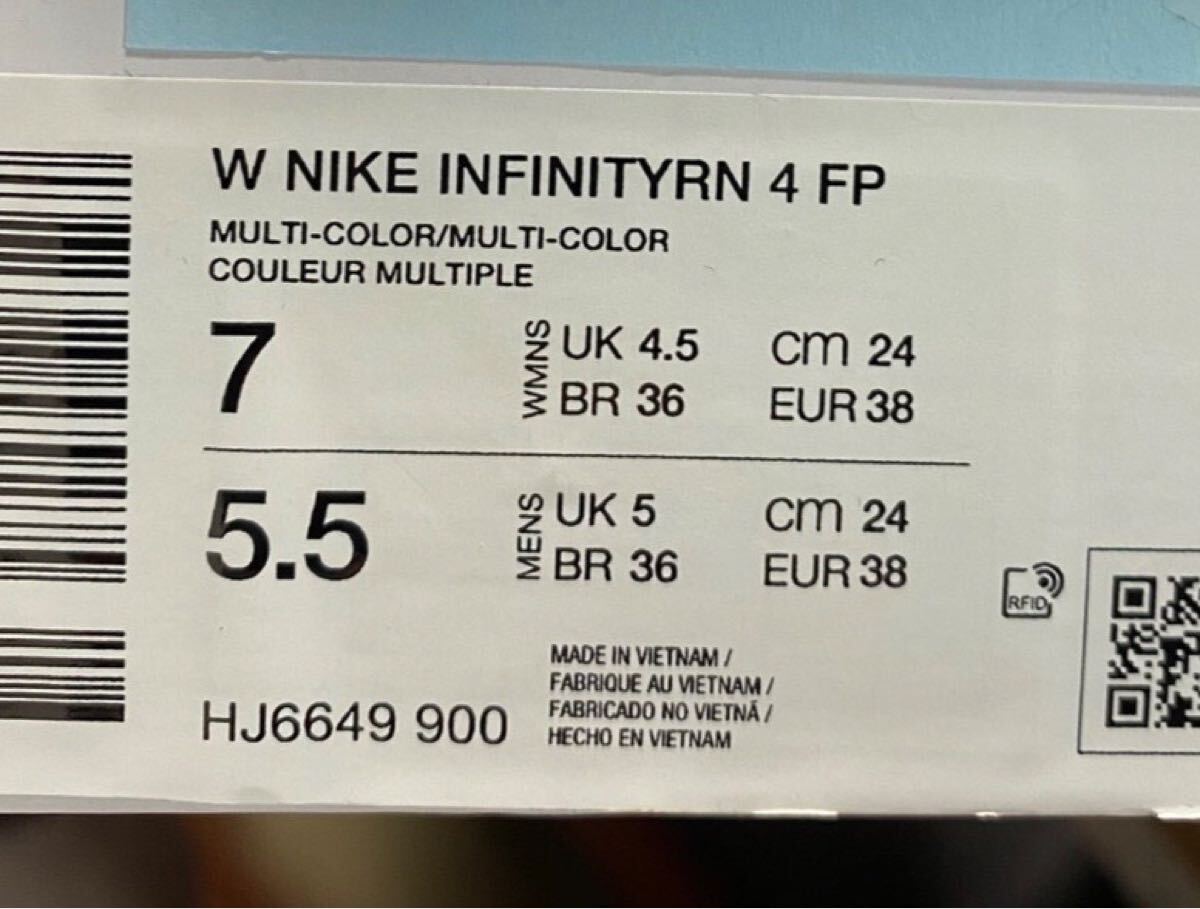 W NIKE INFINITYRN 4 FP
MULTI-COLOR/MULTI-COLOR
COULEUR MULTIPLE
7 WMNS UK 4.5 cm 24
BR 36 EUR 38
5.5 MENS UK 5 cm 24
BR 36 EUR 38
RFID
HJ6649 900
MADE IN VIETNAM /
FABRIQUE AU VIETNAM /
FABRICADO NO VIETNÃ /
HECHO EN VIETNAM